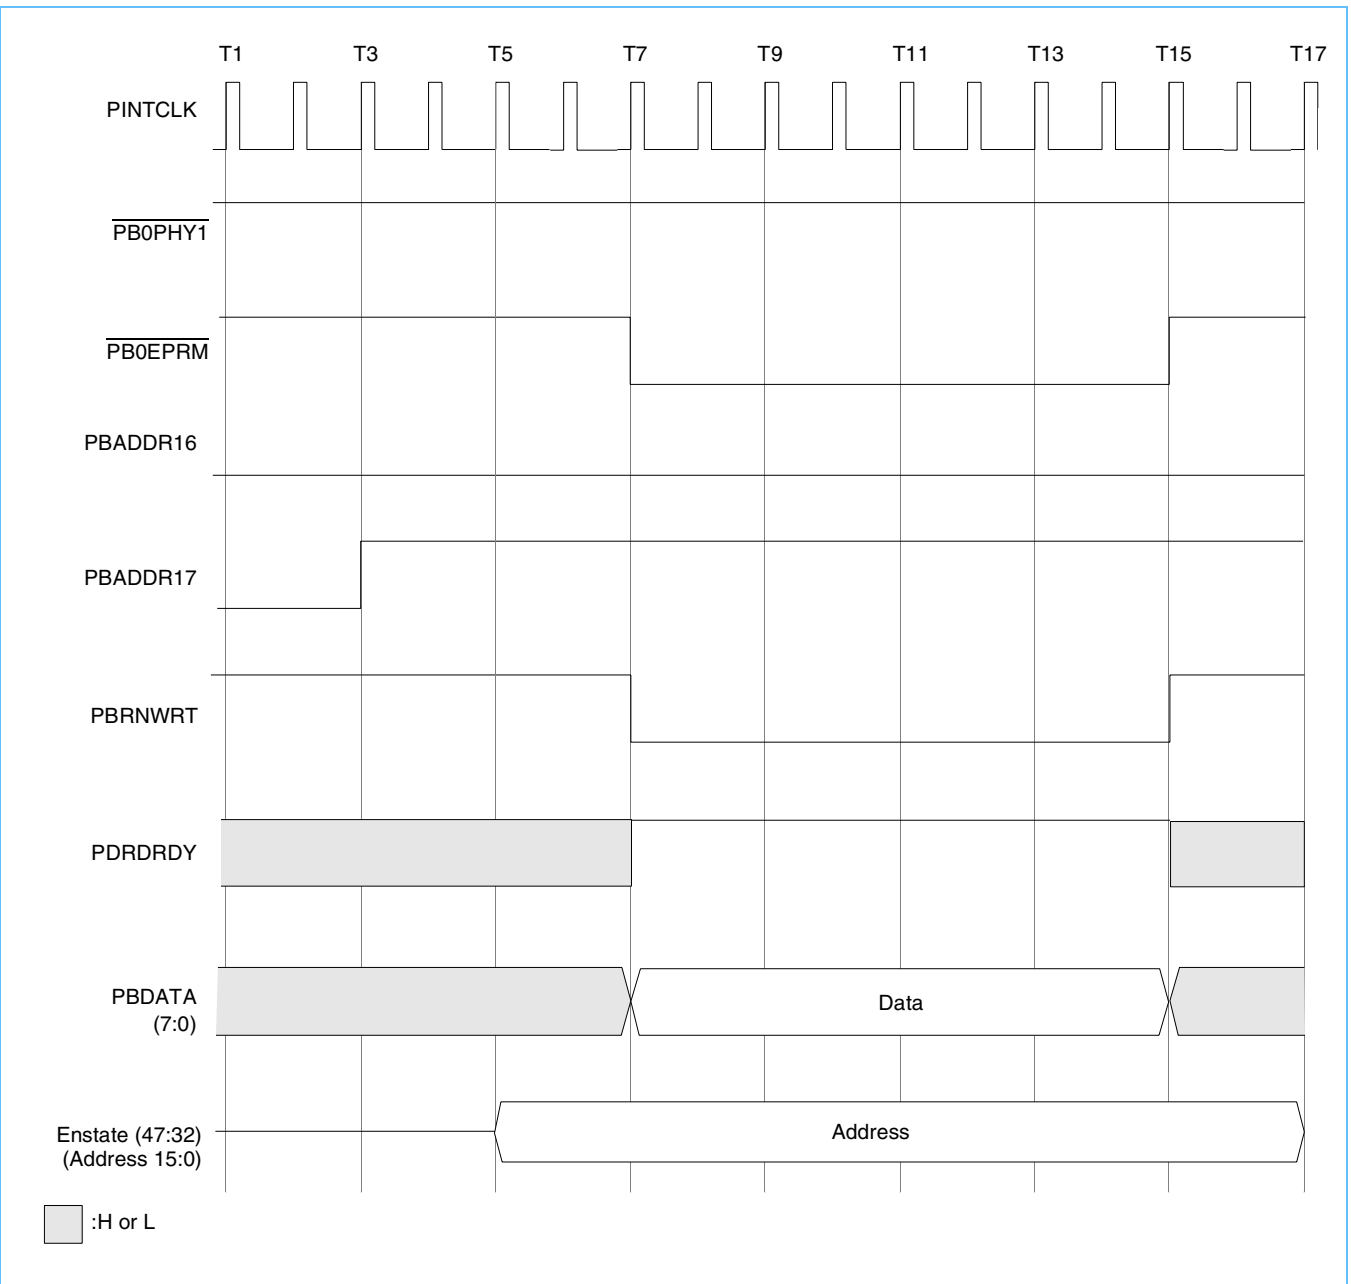 T1 T3 T5 T7 T9 T11 T13 T15 T17
PINTCLK
PB0PHY1
PB0EPRM
PBADDR16
PBADDR17
PBRNWRT
PDRDRDY
PBDATA
(7:0)
Data
Enstate (47:32)
(Address 15:0)
Address
:H or L